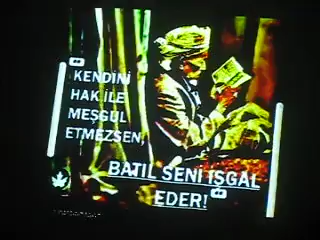 KENDİNİ
HAK İLE
MEŞGUL
ETMEZSEN,
BATIL SENİ İŞGAL
EDER!